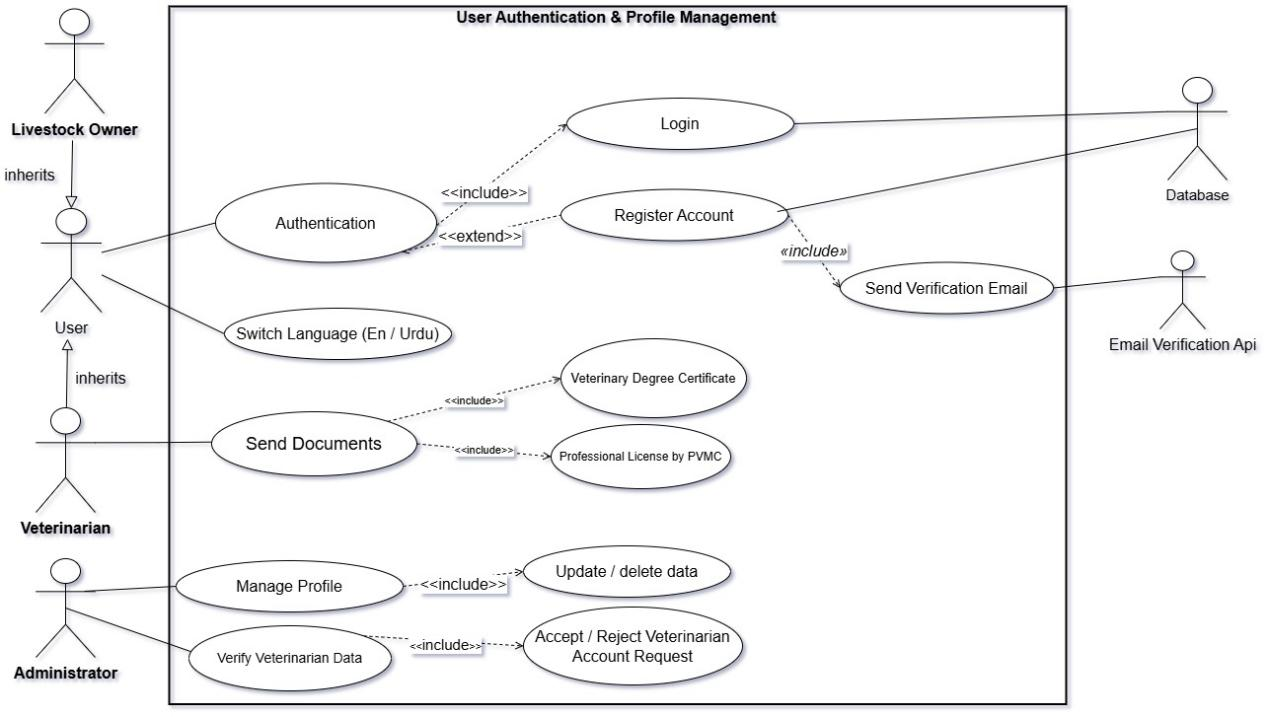 User Authentication & Profile Management
Livestock Owner
inherits
User
inherits
Veterinarian
Administrator
Authentication
<<include>>
Login
<<extend>>
Register Account
«include»
Send Verification Email
Database
Email Verification Api
Switch Language (En / Urdu)
Send Documents
<<include>>
Veterinary Degree Certificate
<<include>>
Professional License by PVMC
Manage Profile
<<include>>
Update / delete data
Verify Veterinarian Data
<<include>>
Accept / Reject Veterinarian
Account Request